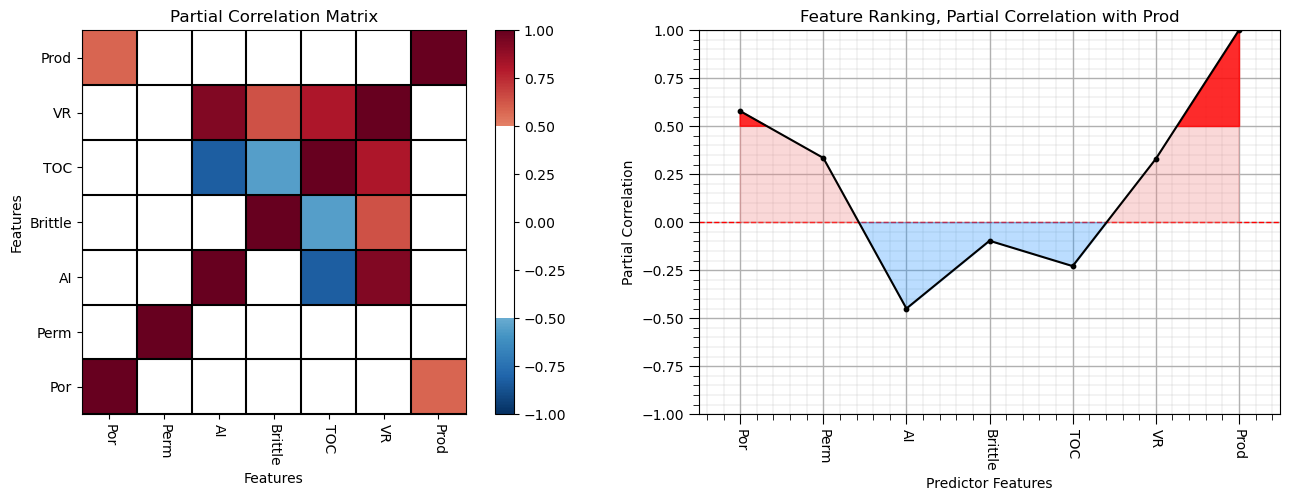 Partial Correlation Matrix
Prod
VR
TOC
Brittle
AI
Perm
Por
Features
Por
Perm
AI
Brittle
TOC
VR
Prod
Features
1.00
0.75
0.50
0.25
0.00
−0.25
−0.50
−0.75
−1.00
Feature Ranking, Partial Correlation with Prod
1.00
0.75
0.50
0.25
0.00
−0.25
−0.50
−0.75
−1.00
Partial Correlation
Por
Perm
AI
Brittle
TOC
VR
Prod
Predictor Features